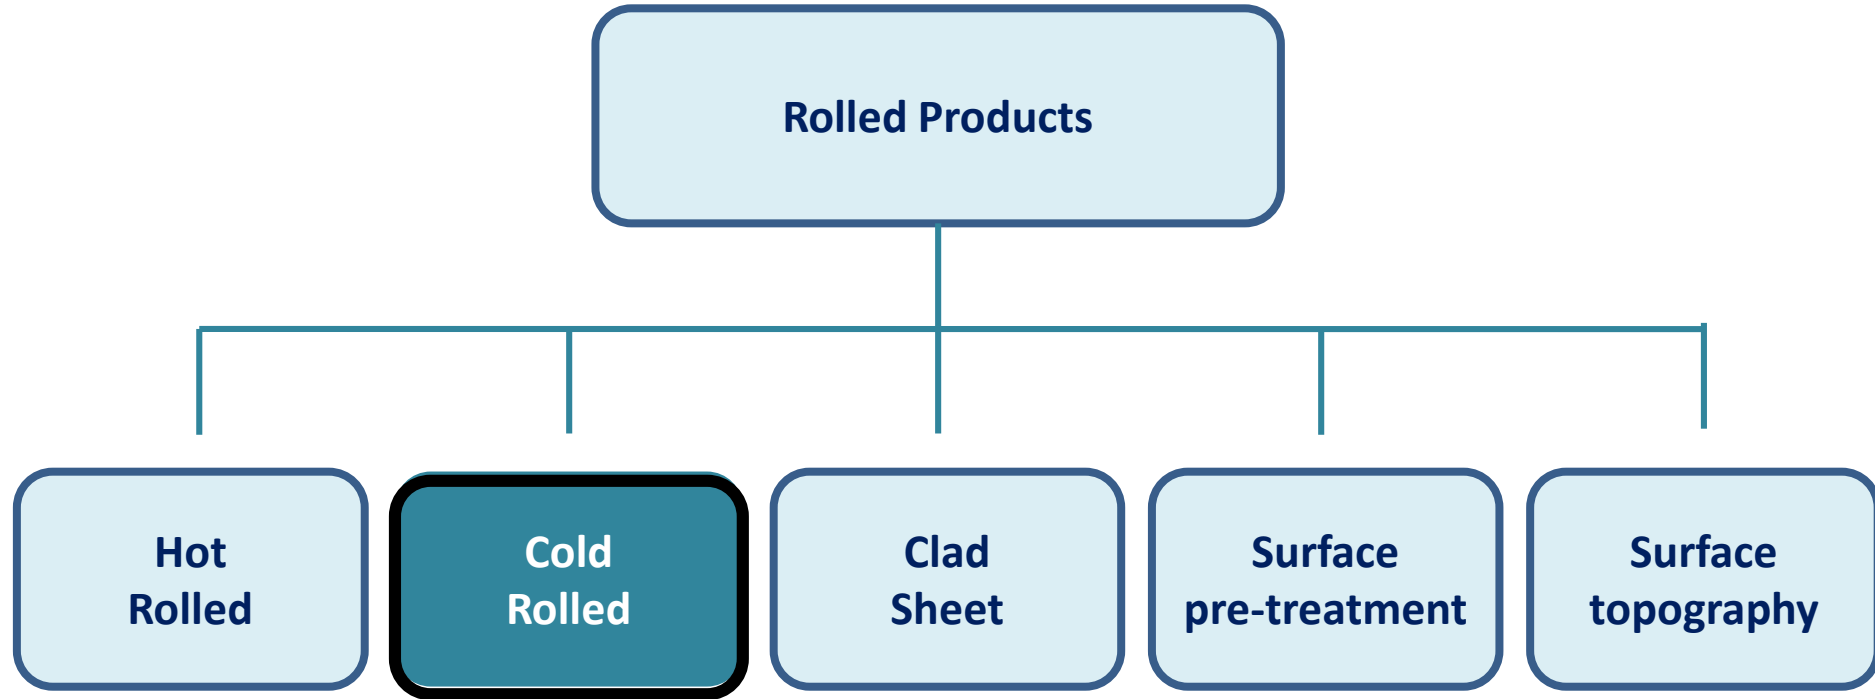 Rolled Products
Hot
Rolled
Cold
Rolled
Clad
Sheet
Surface
pre-treatment
Surface
topography